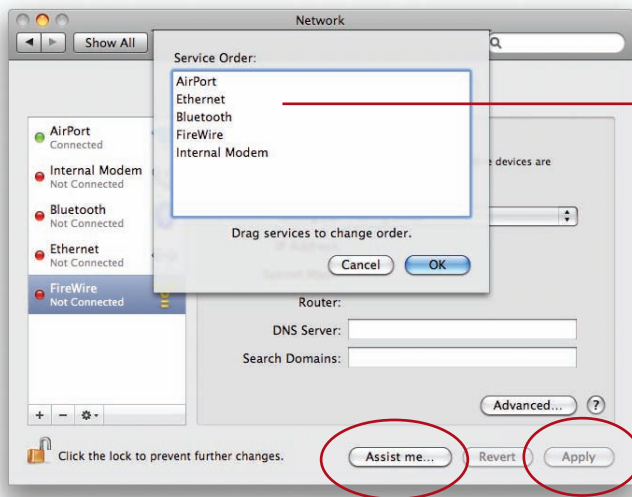 Network
Show All
Service Order:
AirPort
Ethernet
Bluetooth
FireWire
Internal Modem
Drag services to change order.
Cancel OK
AirPort
Connected
Internal Modem
Not Connected
Bluetooth
Not Connected
Ethernet
Not Connected
FireWire
Not Connected
devices are
Router:
DNS Server:
Search Domains:
Advanced... ?
Click the lock to prevent further changes.
Assist me... Revert Apply